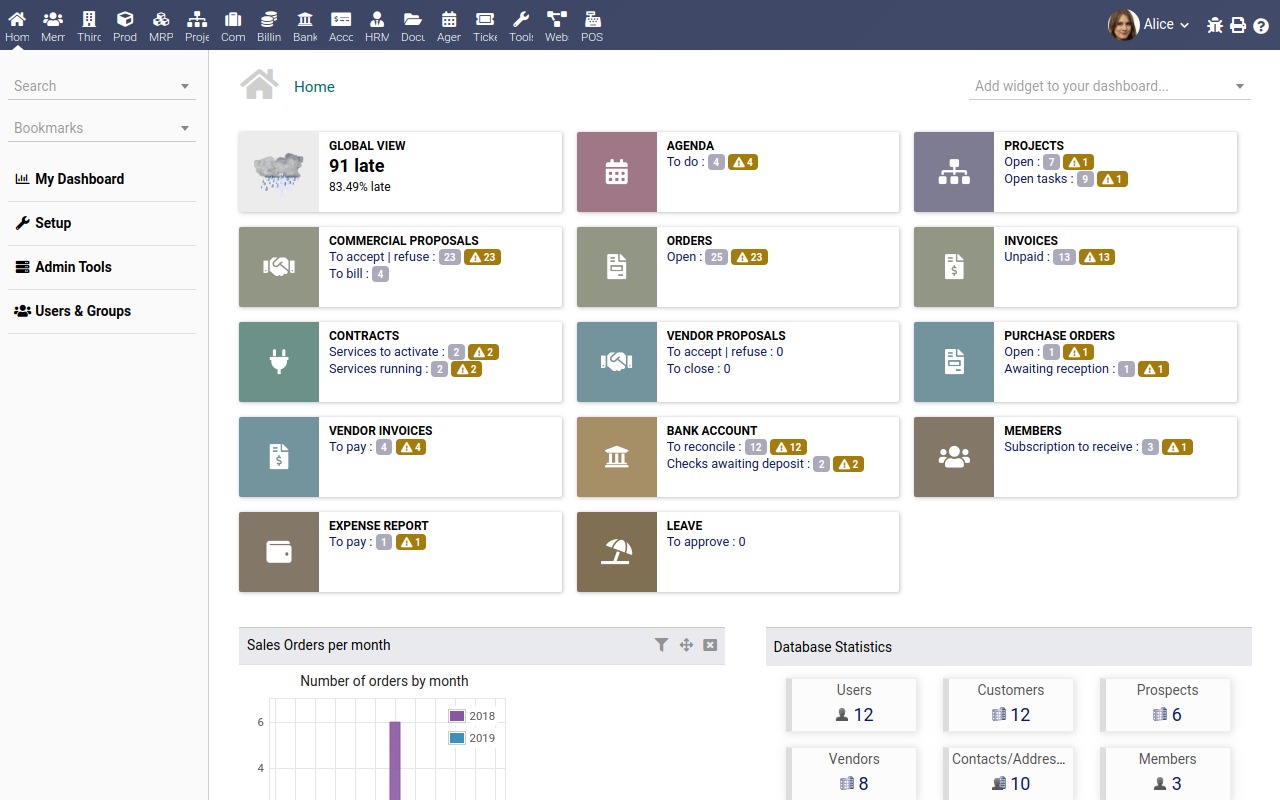 Hom Mem Thirc Prod MRP Proje Com Billin Bank Acco HRM Docu Agen Ticke Tools Web POS
Alice
Search
Bookmarks
My Dashboard
Setup
Admin Tools
Users & Groups
Home
Add widget to your dashboard...
GLOBAL VIEW
91 late
83.49% late
AGENDA
To do : 4 4
PROJECTS
Open : 7 1
Open tasks : 9 1
COMMERCIAL PROPOSALS
To accept | refuse : 23 23
To bill : 4
ORDERS
Open : 25 23
INVOICES
Unpaid : 13 13
CONTRACTS
Services to activate : 2 2
Services running : 2 2
VENDOR PROPOSALS
To accept | refuse : 0
To close : 0
PURCHASE ORDERS
Open : 1 1
Awaiting reception : 1 1
VENDOR INVOICES
To pay : 4 4
BANK ACCOUNT
To reconcile : 12 12
Checks awaiting deposit : 2 2
MEMBERS
Subscription to receive : 3 1
EXPENSE REPORT
To pay : 1 1
LEAVE
To approve : 0
Sales Orders per month
Number of orders by month
6
4
2018
2019
Database Statistics
Users
12
Customers
12
Prospects
6
Vendors
8
Contacts/Addres...
10
Members
3